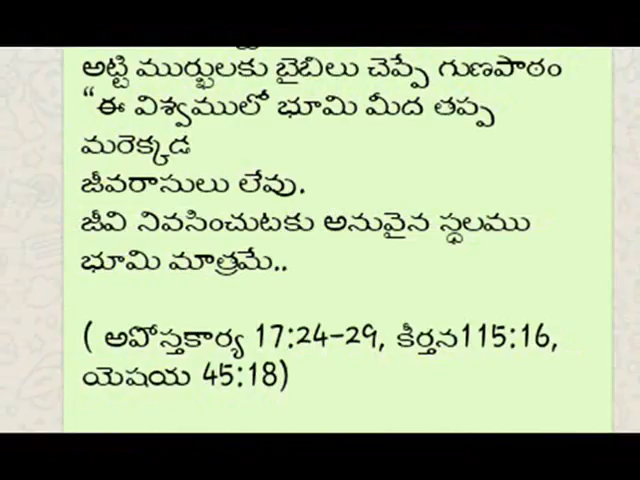 అట్టి ముర్ఖులకు బైబిలు చెప్పే గుణపాఠం
“ఈ విశ్వములో భూమి మీద తప్ప
మరెక్కడ
జీవరాసులు లేవు.
జీవి నివసించుటకు అనువైన స్ధలము
భూమి మాత్రమే..
( అపోస్తకార్య 17:24-29, కీర్తన115:16,
యెషయ 45:18)